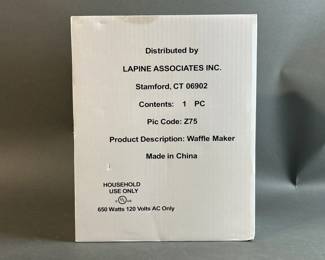 Distributed by
LAPINE ASSOCIATES INC.
Stamford, CT 06902
Contents: 1 PC
Pic Code: Z75
Product Description: Waffle Maker
Made in China
HOUSEHOLD
USE ONLY
650 Watts 120 Volts AC Only